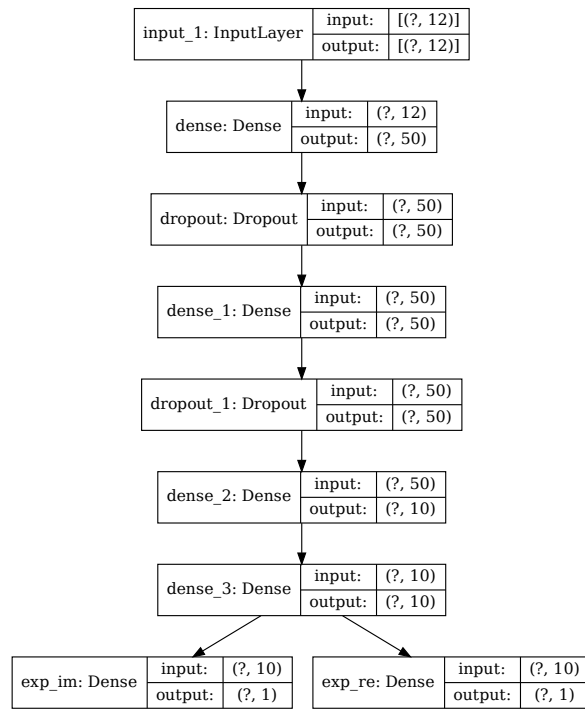 input_1: InputLayer input: [(?, 12)]
output: [(?, 12)]
dense: Dense input: (?, 12)
output: (?, 50)
dropout: Dropout input: (?, 50)
output: (?, 50)
dense_1: Dense input: (?, 50)
output: (?, 50)
dropout_1: Dropout input: (?, 50)
output: (?, 50)
dense_2: Dense input: (?, 50)
output: (?, 10)
dense_3: Dense input: (?, 10)
output: (?, 10)
exp_im: Dense input: (?, 10)
output: (?, 1)
exp_re: Dense input: (?, 10)
output: (?, 1)